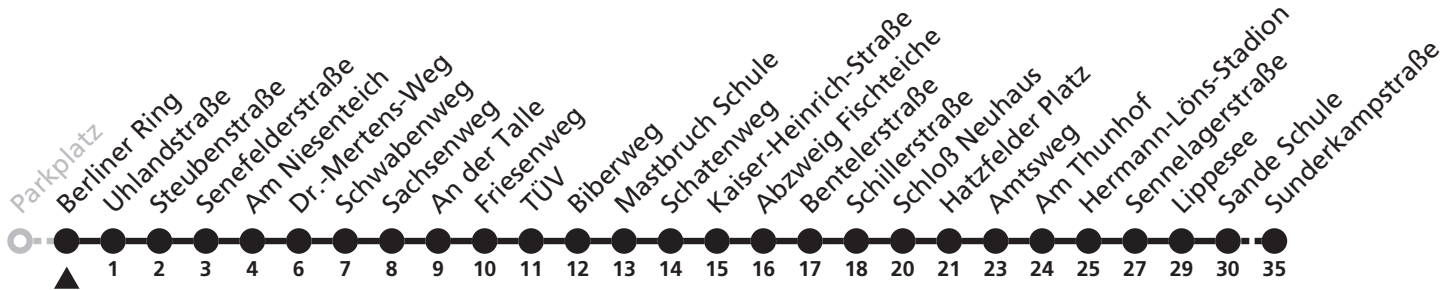 Parkplatz
Berliner Ring
Uhlandstraße
Steubenstraße
Senefelderstraße
Am Niesenteich
Dr.-Mertens-Weg
Schwabenweg
Sachsenweg
An der Talle
Friesenweg
TÜV
Biberweg
Mastbruch Schule
Schatenweg
Kaiser-Heinrich-Straße
Abzweig Fischteiche
Bentelerstraße
Schillerstraße
Schloß Neuhaus
Hatzfelder Platz
Amtsweg
Am Thunhof
Hermann-Löns-Stadion
Sennelagerstraße
Lippesee
Sande Schule
Sunderkampstraße
1 2 3 4 6 7 8 9 10 11 12 13 14 15 16 17 18 20 21 23 24 25 27 29 30 35